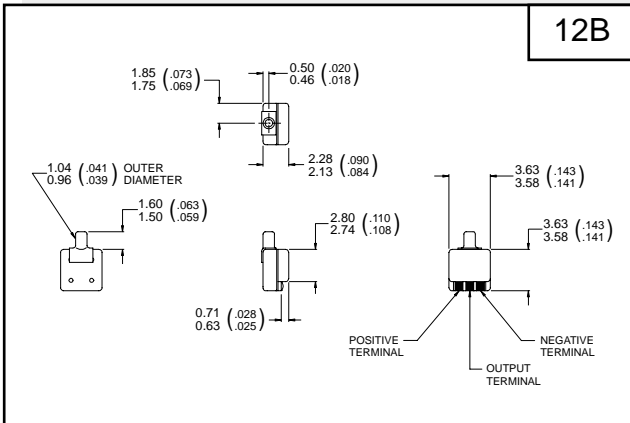 12B
1.85 (.073
1.75 .069)
0.50 (.020
0.46 .018)
2.28 (.090
2.13 .084)
1.04 (.041 OUTER
0.96 .039) DIAMETER
1.60 (.063
1.50 .059)
2.80 (.110
2.74 .108)
0.71 (.028
0.63 .025)
3.63 (.143
3.58 .141)
3.63 (.143
3.58 .141)
POSITIVE
TERMINAL
NEGATIVE
TERMINAL
OUTPUT
TERMINAL